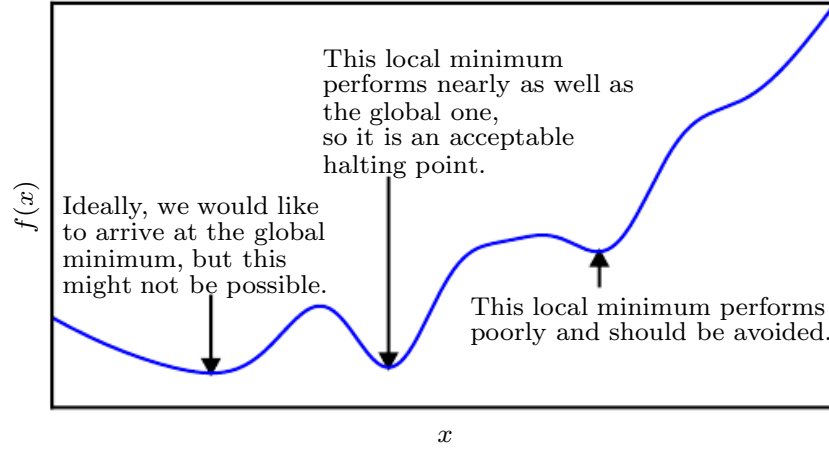 This local minimum
performs nearly as well as
the global one,
so it is an acceptable
halting point.
Ideally, we would like
to arrive at the global
minimum, but this
might not be possible.
This local minimum performs
poorly and should be avoided.
f(x)
x